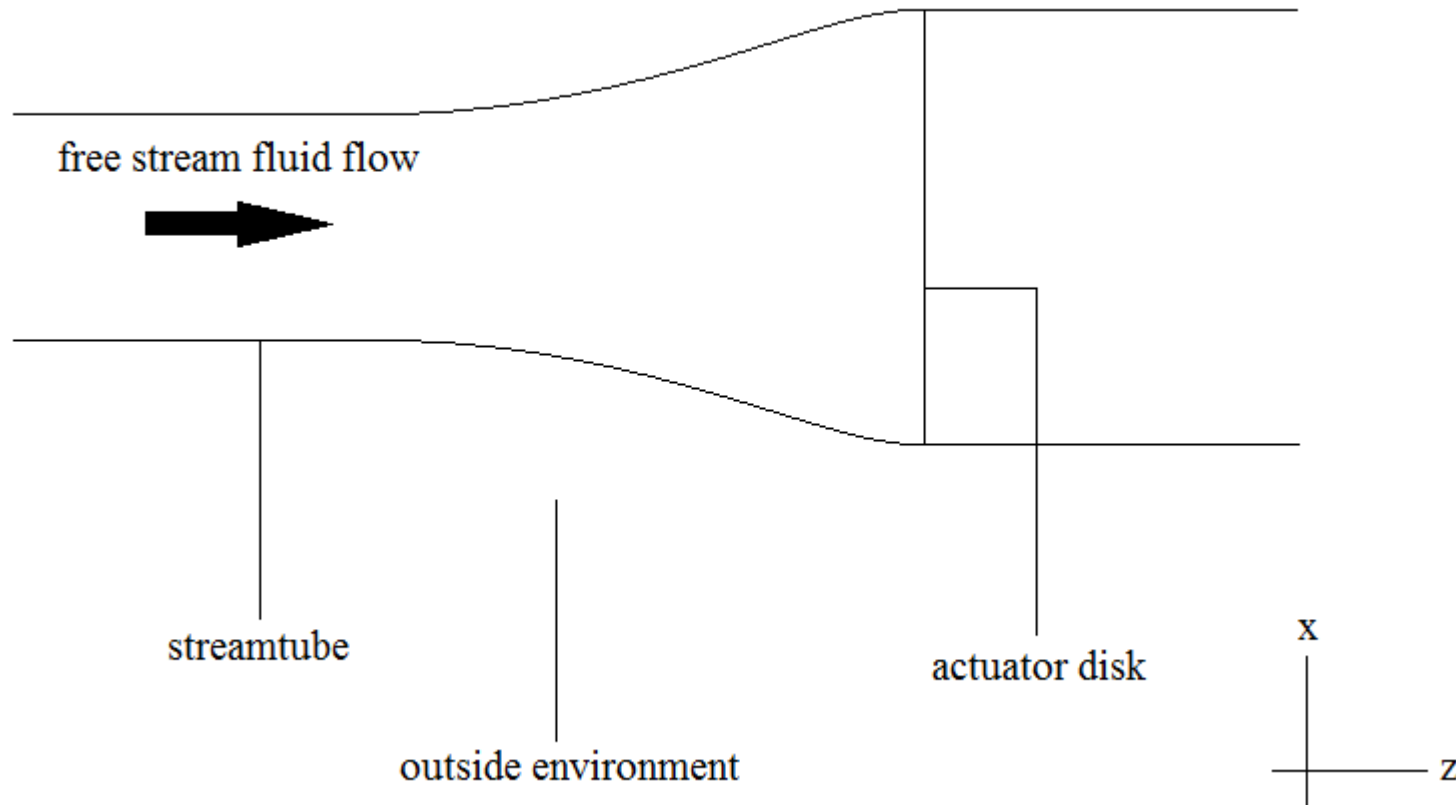 free stream fluid flow
streamtube
actuator disk
outside environment
x
z